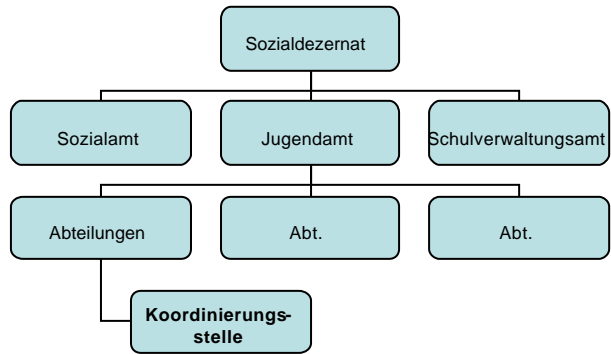 Sozialdezernat
Sozialamt
Jugendamt
Schulverwaltungsamt
Abteilungen
Abt.
Abt.
Koordinierungs-
stelle